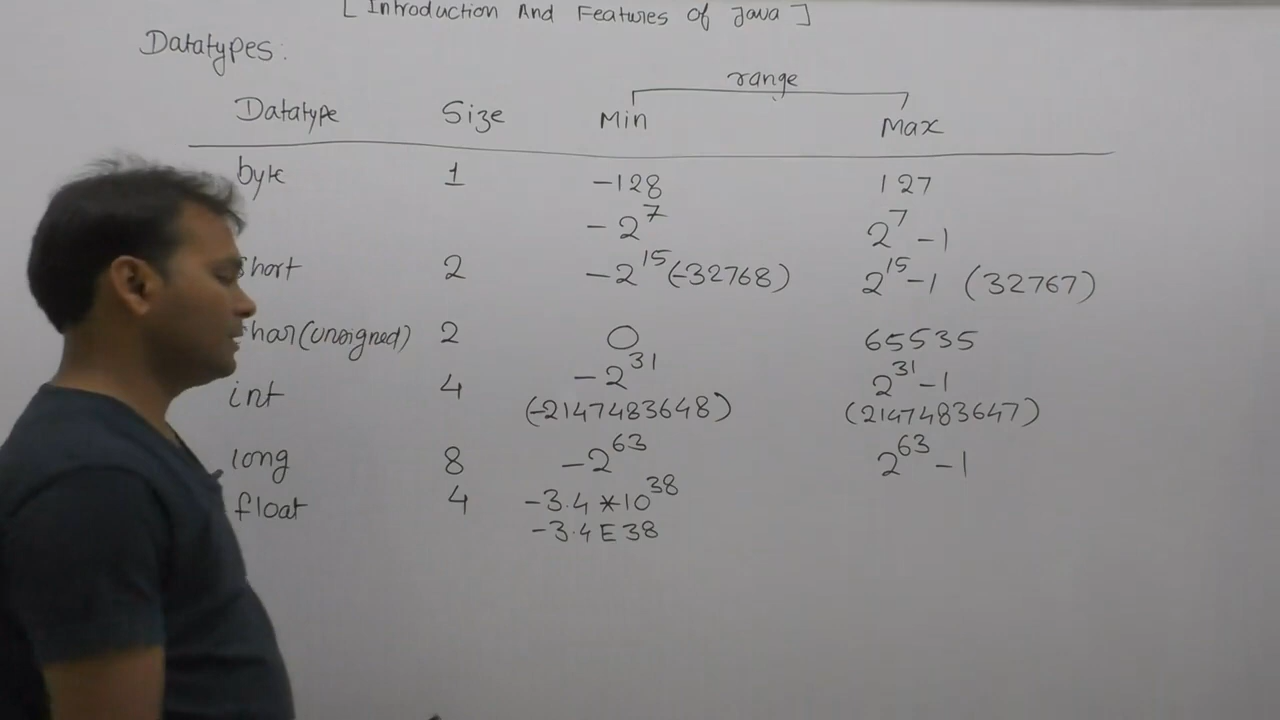 [ Introduction And Features of Java ]
Datatypes:
range
Datatype Size Min Max
byte 1 -128 127
-2^7 2^7 -1
short 2 -2^15 (-32768) 2^15 -1 (32767)
char (unsigned) 2 0 65535
int 4 -2^31 2^31 -1
(-2147483648) (2147483647)
long 8 -2^63 2^63 -1
float 4 -3.4 * 10^38
-3.4 E 38